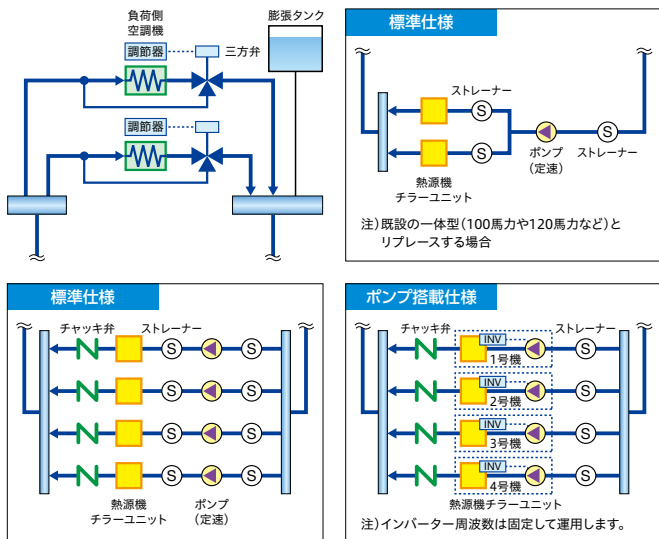 負荷側
空調機
膨張タンク
調節器
三方弁
調節器
標準仕様
ストレーナー
S
S
S
ポンプ
(定速)
ストレーナー
熱源機
チラーユニット
注)既設の一体型(100馬力や120馬力など)と
リプレースする場合
標準仕様
チャッキ弁
ストレーナー
S
S
S
S
S
S
S
S
熱源機
チラーユニット
ポンプ
(定速)
ポンプ搭載仕様
チャッキ弁
ストレーナー
INV
1号機
S
INV
2号機
S
INV
3号機
S
INV
4号機
S
熱源機チラーユニット
注)インバーター周波数は固定して運用します。